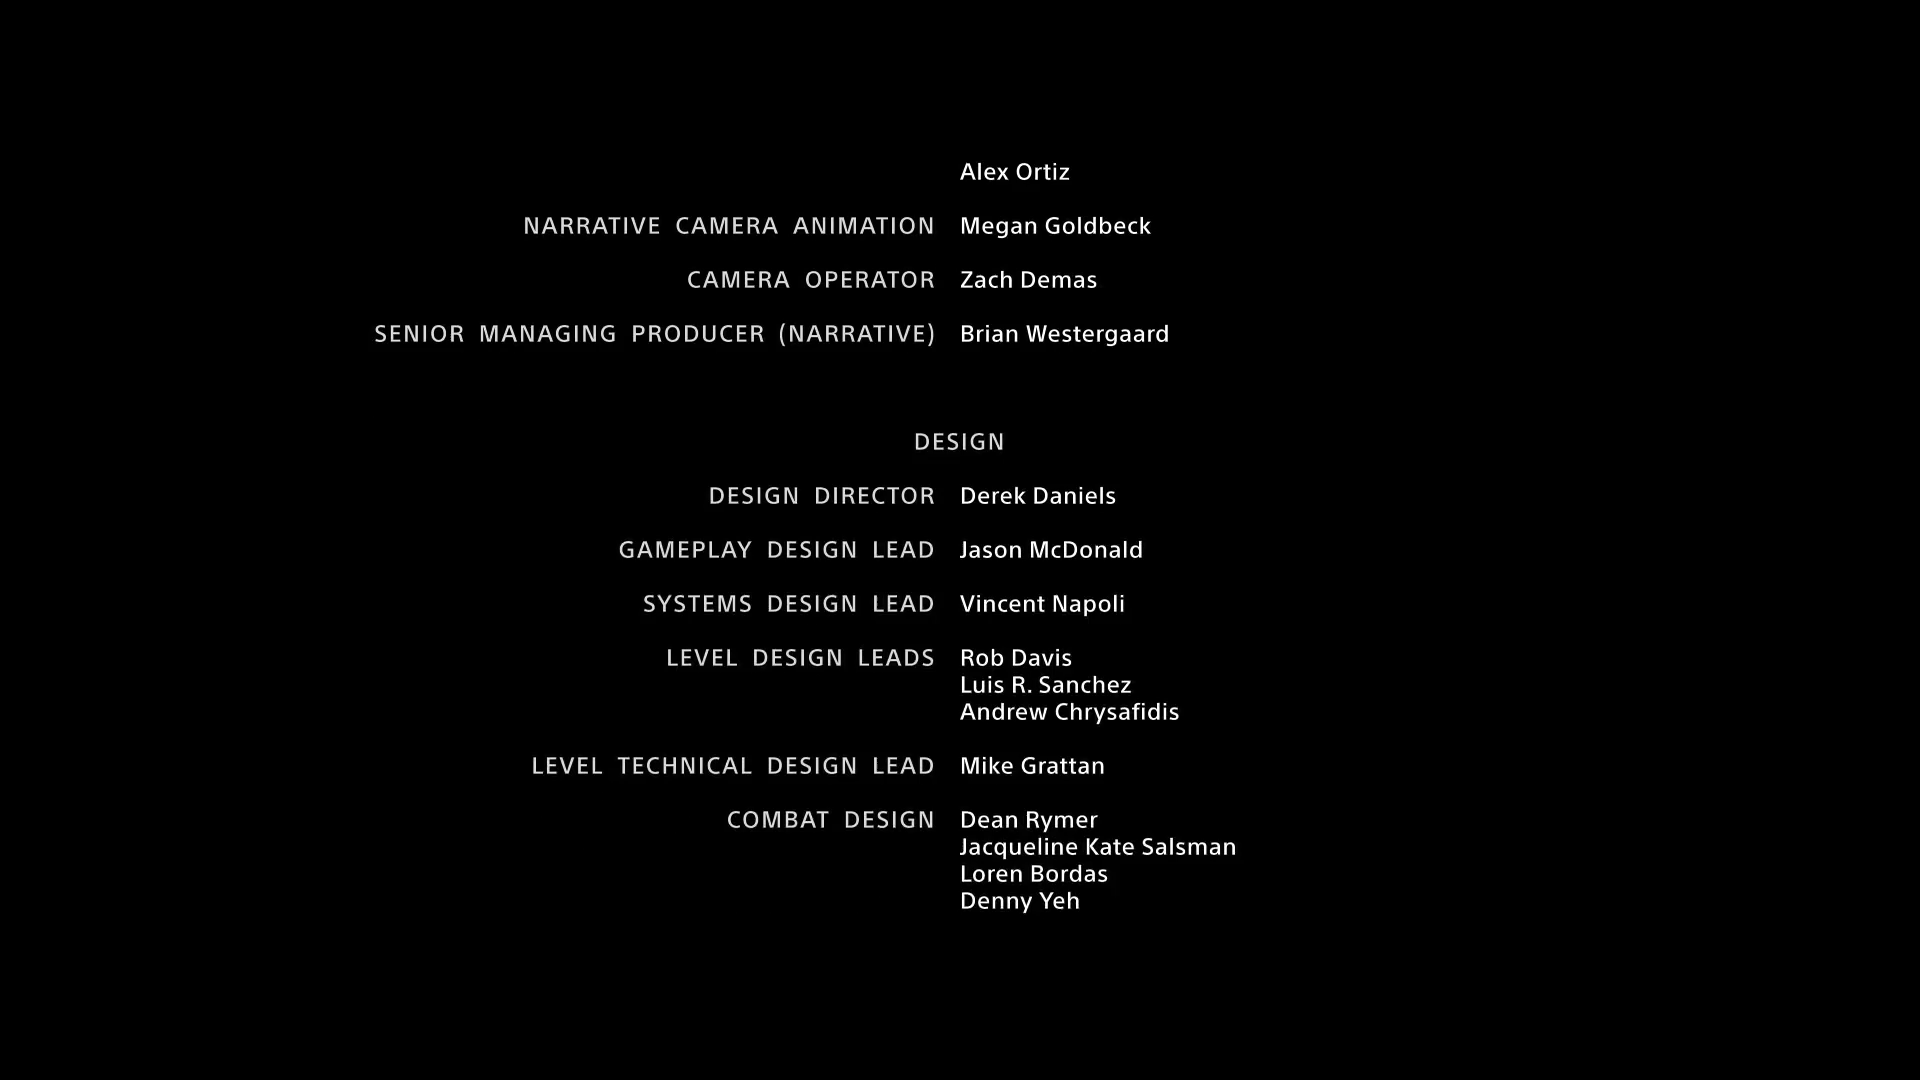 Alex Ortiz
NARRATIVE CAMERA ANIMATION Megan Goldbeck
CAMERA OPERATOR Zach Demas
SENIOR MANAGING PRODUCER (NARRATIVE) Brian Westergaard
DESIGN
DESIGN DIRECTOR Derek Daniels
GAMEPLAY DESIGN LEAD Jason McDonald
SYSTEMS DESIGN LEAD Vincent Napoli
LEVEL DESIGN LEADS Rob Davis
Luis R. Sanchez
Andrew Chrysafidis
LEVEL TECHNICAL DESIGN LEAD Mike Grattan
COMBAT DESIGN Dean Rymer
Jacqueline Kate Salsman
Loren Bordas
Denny Yeh